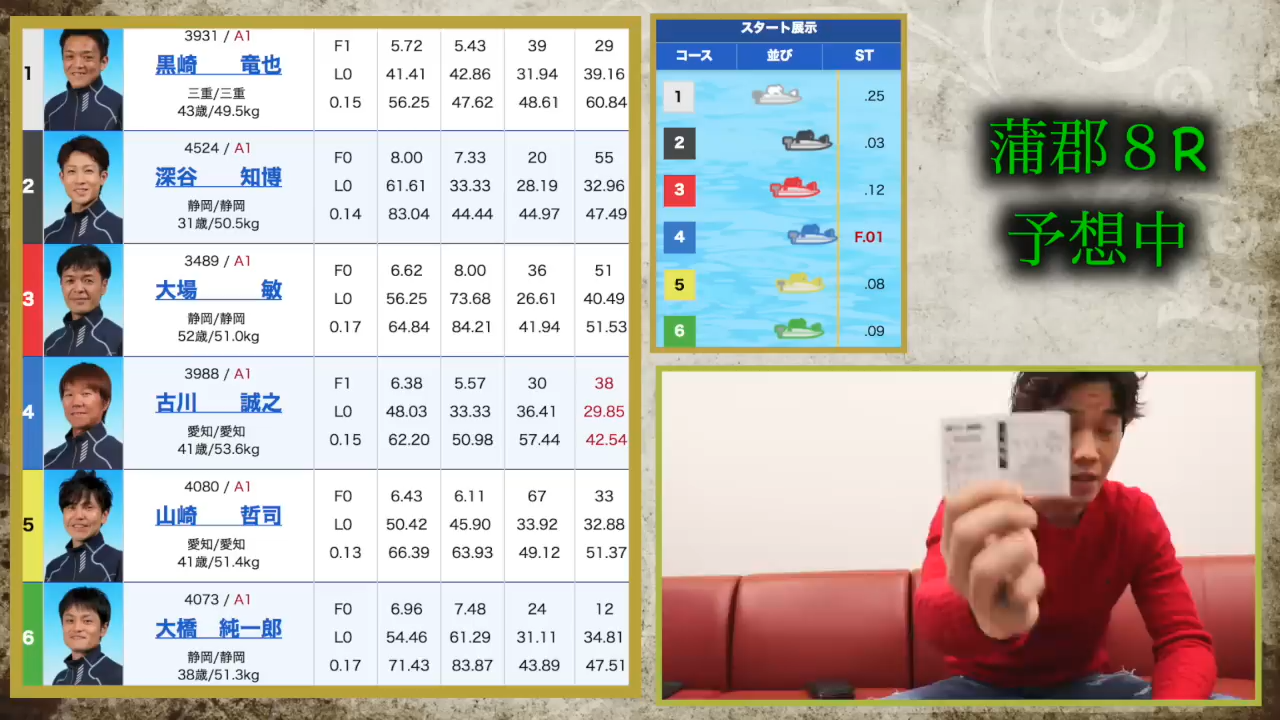 1
3931 / A1
黒崎 竜也
三重/三重
43歳/49.5kg
F1 5.72 5.43 39 29
L0 41.41 42.86 31.94 39.16
0.15 56.25 47.62 48.61 60.84
2
4524 / A1
深谷 知博
静岡/静岡
31歳/50.5kg
F0 8.00 7.33 20 55
L0 61.61 33.33 28.19 32.96
0.14 83.04 44.44 44.97 47.49
3
3489 / A1
大場 敏
静岡/静岡
52歳/51.0kg
F0 6.62 8.00 36 51
L0 56.25 73.68 26.61 40.49
0.17 64.84 84.21 41.94 51.53
4
3988 / A1
古川 誠之
愛知/愛知
41歳/53.6kg
F1 6.38 5.57 30 38
L0 48.03 33.33 36.41 29.85
0.15 62.20 50.98 57.44 42.54
5
4080 / A1
山崎 哲司
愛知/愛知
41歳/51.4kg
F0 6.43 6.11 67 33
L0 50.42 45.90 33.92 32.88
0.13 66.39 63.93 49.12 51.37
6
4073 / A1
大橋 純一郎
静岡/静岡
38歳/51.3kg
F0 6.96 7.48 24 12
L0 54.46 61.29 31.11 34.81
0.17 71.43 83.87 43.89 47.51
スタート展示
コース 並び ST
1 .25
2 .03
3 .12
4 F.01
5 .08
6 .09
蒲郡８R
予想中